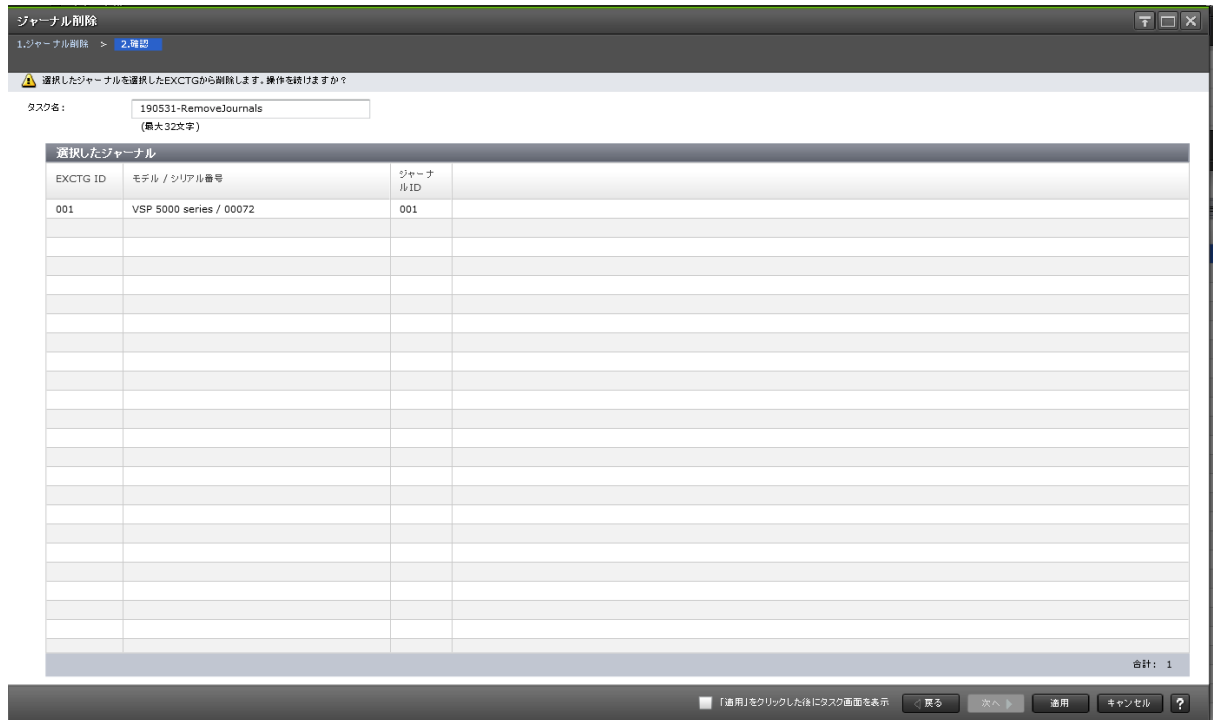 ジャーナル削除
1.ジャーナル削除 > 2.確認
選択したジャーナルを選択したEXCTGから削除します。操作を続けますか?
タスク名: 190531-RemoveJournals
(最大32文字)
選択したジャーナル
EXCTG ID モデル / シリアル番号 ジャーナ
ルID
001 VSP 5000 series / 00072 001
合計: 1
「適用」をクリックした後にタスク画面を表示 戻る 次へ 適用 キャンセル ?